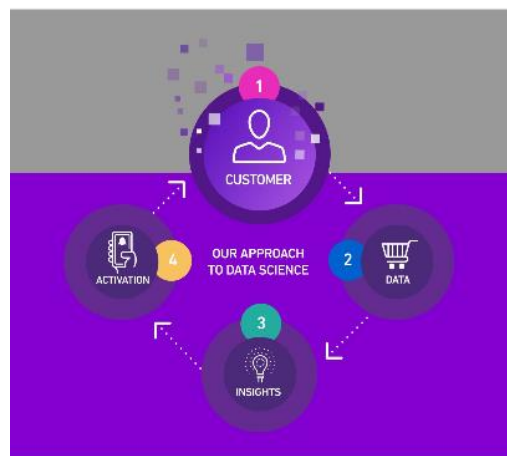 1
CUSTOMER
OUR APPROACH
TO DATA SCIENCE
2
DATA
3
INSIGHTS
4
ACTIVATION